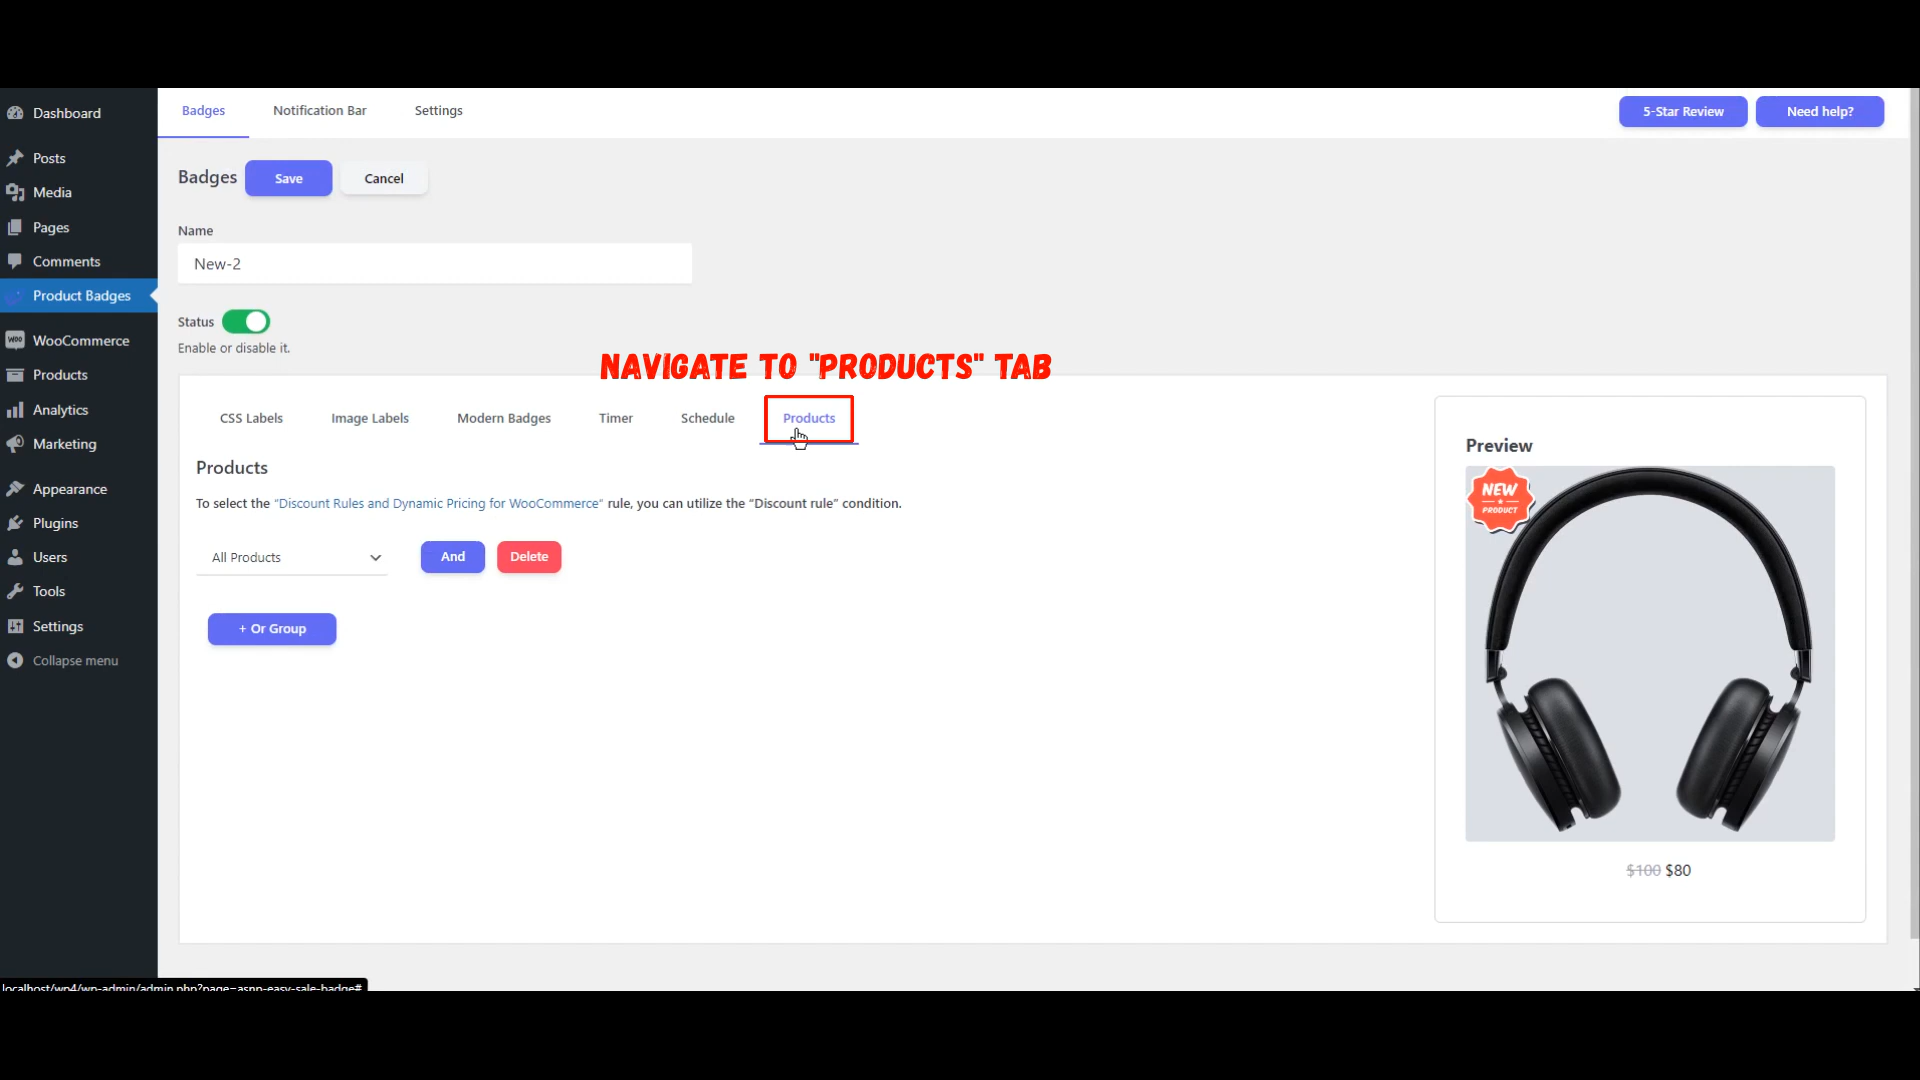 Dashboard
Posts
Media
Pages
Comments
Product Badges
WooCommerce
Products
Analytics
Marketing
Appearance
Plugins
Users
Tools
Settings
Collapse menu
Badges
Notification Bar
Settings
5-Star Review
Need help?
Badges
Save
Cancel
Name
New-2
Status
Enable or disable it.
NAVIGATE TO "PRODUCTS" TAB
CSS Labels
Image Labels
Modern Badges
Timer
Schedule
Products
Products
To select the “Discount Rules and Dynamic Pricing for WooCommerce” rule, you can utilize the “Discount rule” condition.
All Products
And
Delete
+ Or Group
Preview
NEW
PRODUCT
$100 $80
localhost/wp4/wp-admin/admin.php?page=asnp-easy-sale-badge#